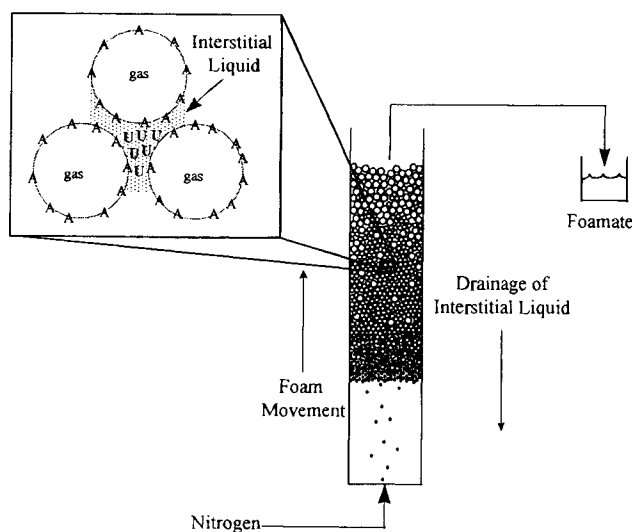 Interstitial
Liquid
A
A A
gas
A A
A A
A A A
U U U
U U
U
gas
gas
Foamate
Drainage of
Interstitial Liquid
Foam
Movement
Nitrogen